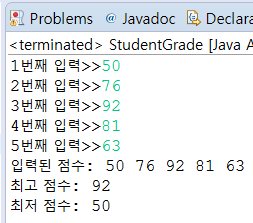 Problems @ Javadoc Declara
<terminated> StudentGrade [Java A
1번째 입력>>50
2번째 입력>>76
3번째 입력>>92
4번째 입력>>81
5번째 입력>>63
입력된 점수: 50 76 92 81 63
최고 점수: 92
최저 점수: 50